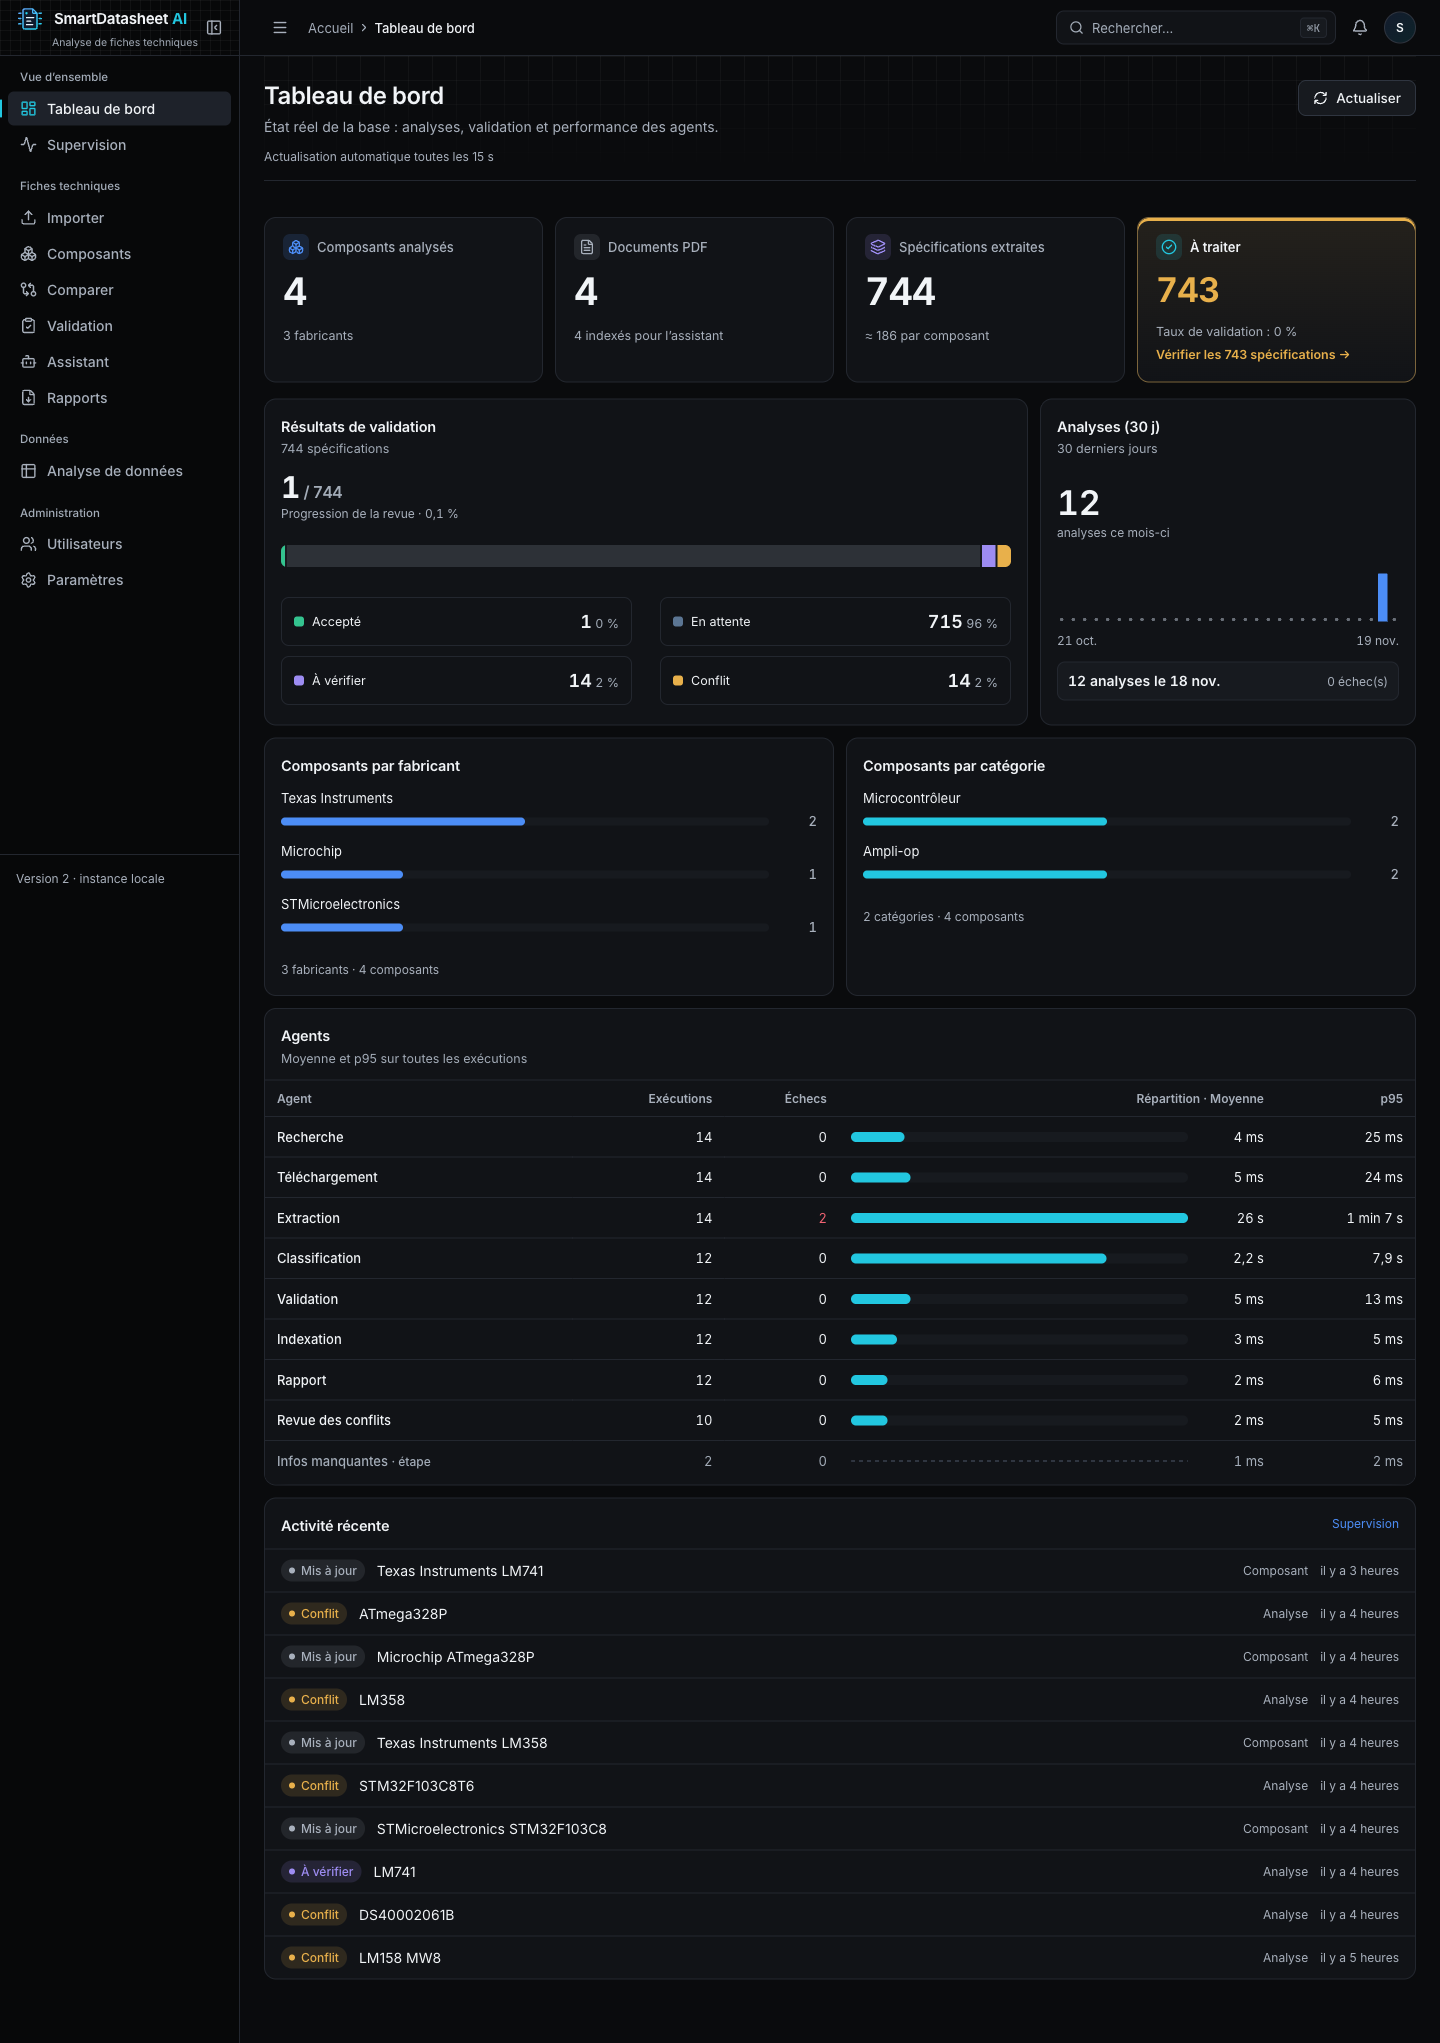 SmartDatasheet AI
Analyse de fiches techniques
Accueil > Tableau de bord
Rechercher...
⌘K
S
Vue d'ensemble
Tableau de bord
Supervision
Fiches techniques
Importer
Composants
Comparer
Validation
Assistant
Rapports
Données
Analyse de données
Administration
Utilisateurs
Paramètres
Version 2 · instance locale
Tableau de bord
Actualiser
État réel de la base : analyses, validation et performance des agents.
Actualisation automatique toutes les 15 s
Composants analysés
4
3 fabricants
Documents PDF
4
4 indexés pour l'assistant
Spécifications extraites
744
≈ 186 par composant
À traiter
743
Taux de validation : 0 %
Vérifier les 743 spécifications →
Résultats de validation
744 spécifications
1 / 744
Progression de la revue · 0,1 %
Accepté 1 0 %
En attente 715 96 %
À vérifier 14 2 %
Conflit 14 2 %
Analyses (30 j)
30 derniers jours
12
analyses ce mois-ci
21 oct. 19 nov.
12 analyses le 18 nov. 0 échec(s)
Composants par fabricant
Texas Instruments
2
Microchip
1
STMicroelectronics
1
3 fabricants · 4 composants
Composants par catégorie
Microcontrôleur
2
Ampli-op
2
2 catégories · 4 composants
Agents
Moyenne et p95 sur toutes les exécutions
Agent Exécutions Échecs Répartition · Moyenne p95
Recherche 14 0 4 ms 25 ms
Téléchargement 14 0 5 ms 24 ms
Extraction 14 2 26 s 1 min 7 s
Classification 12 0 2,2 s 7,9 s
Validation 12 0 5 ms 13 ms
Indexation 12 0 3 ms 5 ms
Rapport 12 0 2 ms 6 ms
Revue des conflits 10 0 2 ms 5 ms
Infos manquantes · étape 2 0 1 ms 2 ms
Activité récente Supervision
Mis à jour Texas Instruments LM741 Composant il y a 3 heures
Conflit ATmega328P Analyse il y a 4 heures
Mis à jour Microchip ATmega328P Composant il y a 4 heures
Conflit LM358 Analyse il y a 4 heures
Mis à jour Texas Instruments LM358 Composant il y a 4 heures
Conflit STM32F103C8T6 Analyse il y a 4 heures
Mis à jour STMicroelectronics STM32F103C8 Composant il y a 4 heures
À vérifier LM741 Analyse il y a 4 heures
Conflit DS40002061B Analyse il y a 4 heures
Conflit LM158 MW8 Analyse il y a 5 heures